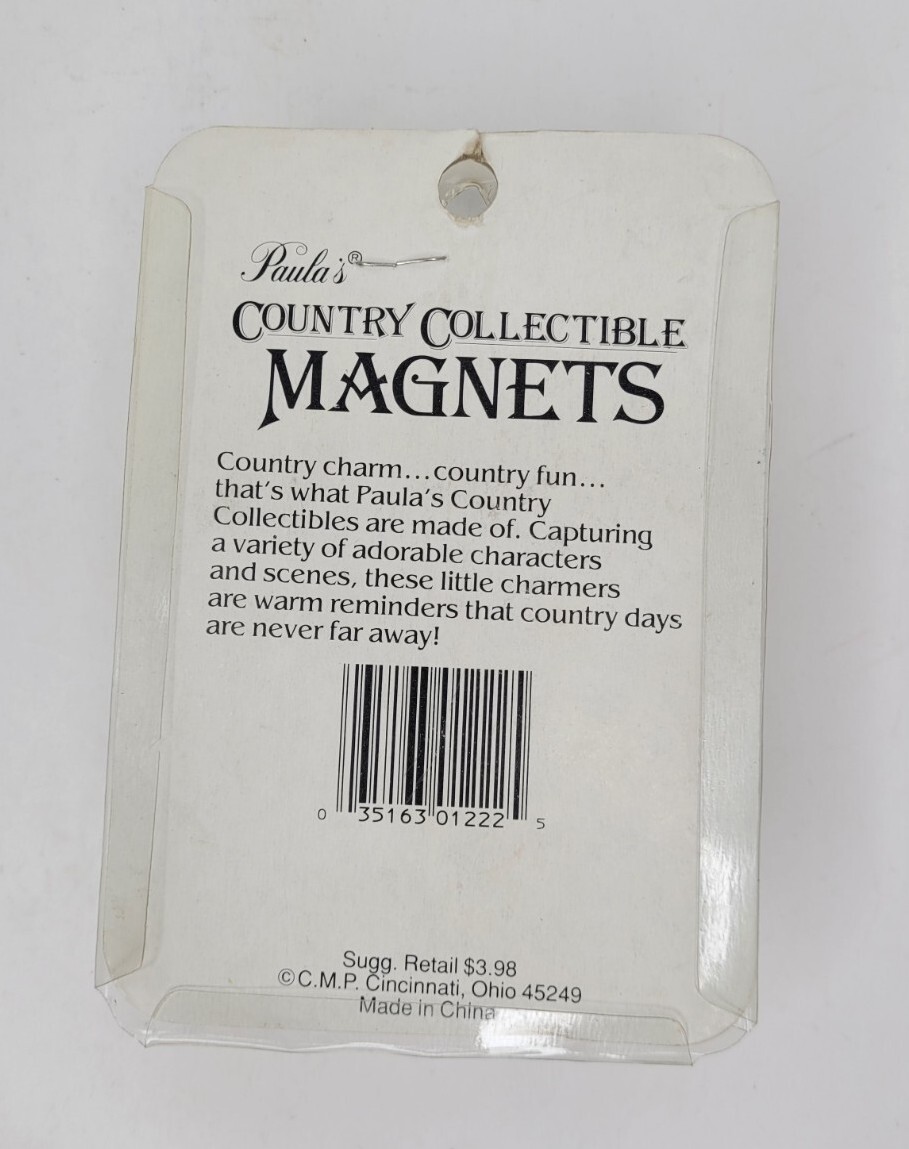 Paula's®
COUNTRY COLLECTIBLE
MAGNETS
Country charm...country fun...
that's what Paula's Country
Collectibles are made of. Capturing
a variety of adorable characters
and scenes, these little charmers
are warm reminders that country days
are never far away!
0 35163 01222 5
Sugg. Retail $3.98
©C.M.P. Cincinnati, Ohio 45249
Made in China